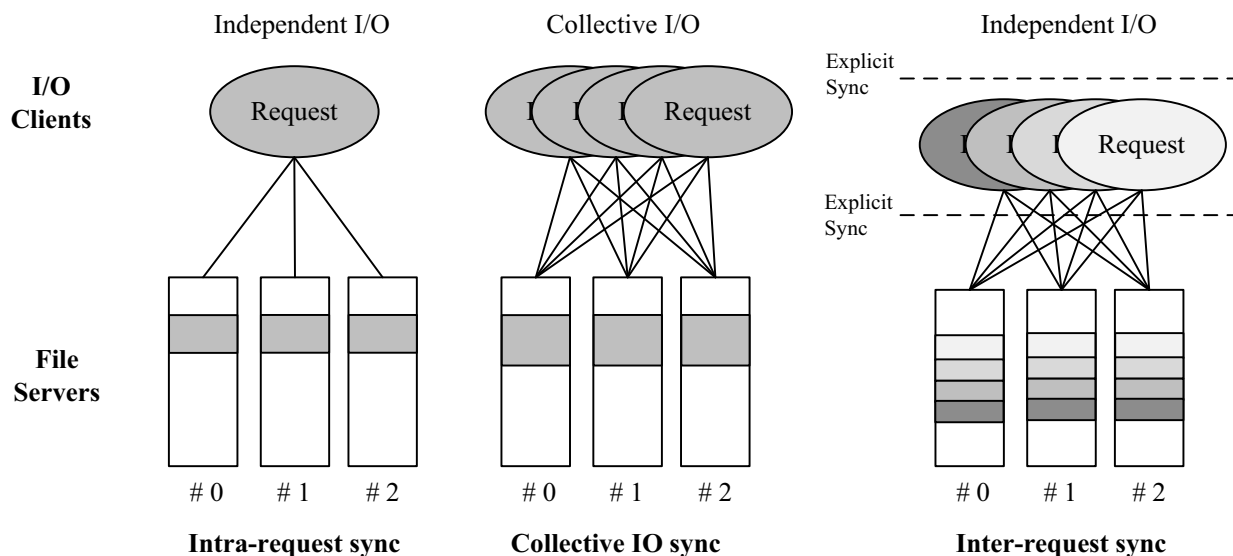 Independent I/O
Collective I/O
Independent I/O
I/O
Clients
Request
Request
Explicit
Sync
Request
Explicit
Sync
File
Servers
# 0
# 1
# 2
# 0
# 1
# 2
# 0
# 1
# 2
Intra-request sync
Collective IO sync
Inter-request sync